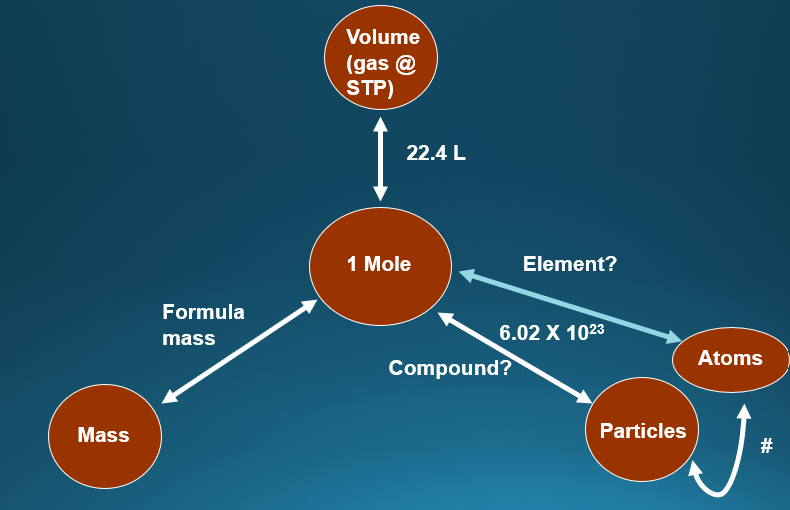 Volume
(gas @
STP)
22.4 L
1 Mole
Element?
Formula
mass
6.02 X 10²³
Compound?
Atoms
Mass
Particles
#